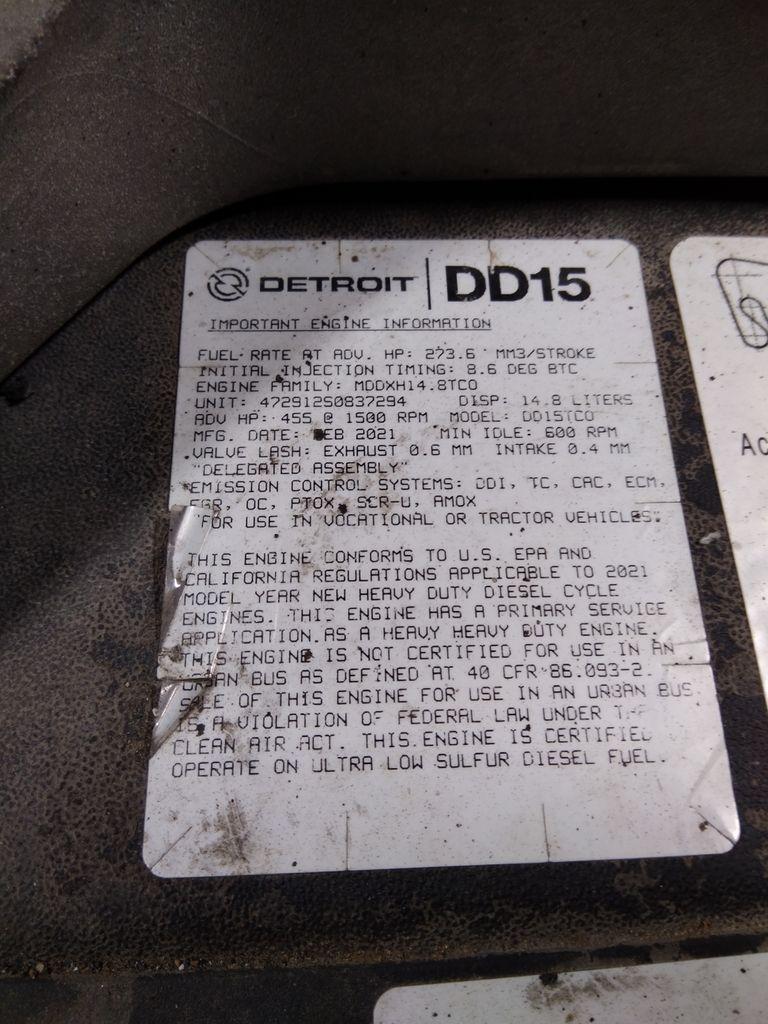 DETROIT DD15
IMPORTANT ENGINE INFORMATION
FUEL RATE AT ADV. HP: 273.6 MM3/STROKE
INITIAL INJECTION TIMING: 8.6 DEG BTC
ENGINE FAMILY: MDDXH14.8TCO
UNIT: 472912S0837294 DISP: 14.8 LITERS
ADV HP: 455 @ 1500 RPM MODEL: DD15TCO
MFG. DATE: FEB 2021 MIN IDLE: 600 RPM
VALVE LASH: EXHAUST 0.6 MM INTAKE 0.4 MM
"DELEGATED ASSEMBLY"
EMISSION CONTROL SYSTEMS: DDI, TC, CAC, ECM,
EGR, OC, PTOX, SCR-U, AMOX
"FOR USE IN VOCATIONAL OR TRACTOR VEHICLES"
THIS ENGINE CONFORMS TO U.S. EPA AND
CALIFORNIA REGULATIONS APPLICABLE TO 2021
MODEL YEAR NEW HEAVY DUTY DIESEL CYCLE
ENGINES. THIS ENGINE HAS A PRIMARY SERVICE
APPLICATION AS A HEAVY HEAVY DUTY ENGINE.
THIS ENGINE IS NOT CERTIFIED FOR USE IN AN
URBAN BUS AS DEFINED AT 40 CFR 86.093-2.
SALE OF THIS ENGINE FOR USE IN AN URBAN BUS
IS A VIOLATION OF FEDERAL LAW UNDER THE
CLEAN AIR ACT. THIS ENGINE IS CERTIFIED
OPERATE ON ULTRA LOW SULFUR DIESEL FUEL.
Ac